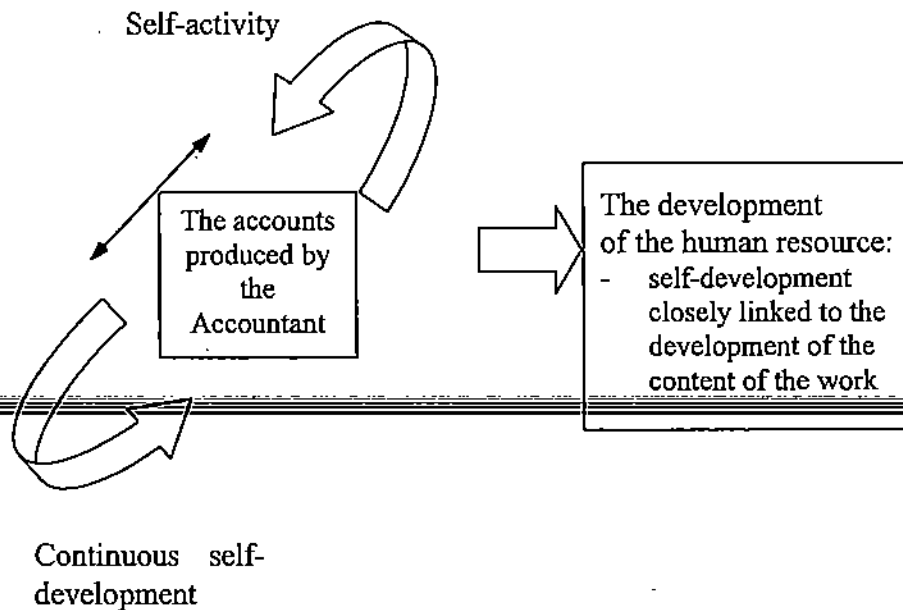 Self-activity
The accounts
produced by
the
Accountant
The development
of the human resource:
- self-development
closely linked to the
development of the
content of the work
Continuous self-
development